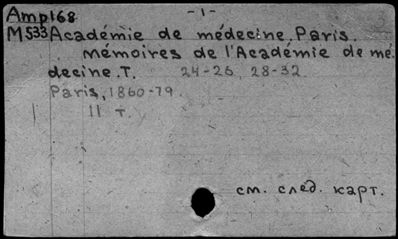 Amp168 -1-
M533 Académie de médecine. Paris.
Mémoires de l'Académie de mé-
decine. T. 24-26, 28-32
Paris, 1860-79.
11 т.
см. след. карт.